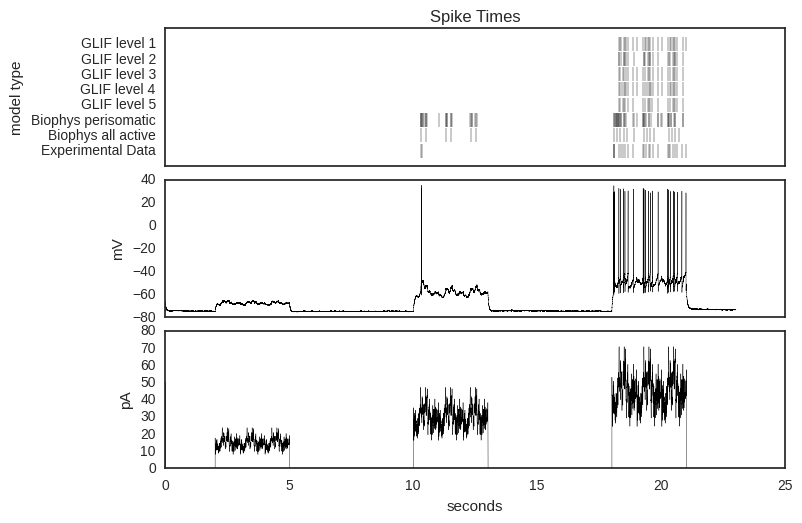 Spike Times
model type
GLIF level 1
GLIF level 2
GLIF level 3
GLIF level 4
GLIF level 5
Biophys perisomatic
Biophys all active
Experimental Data
mV
40
20
0
−20
−40
−60
−80
pA
80
70
60
50
40
30
20
10
0
0 5 10 15 20 25
seconds